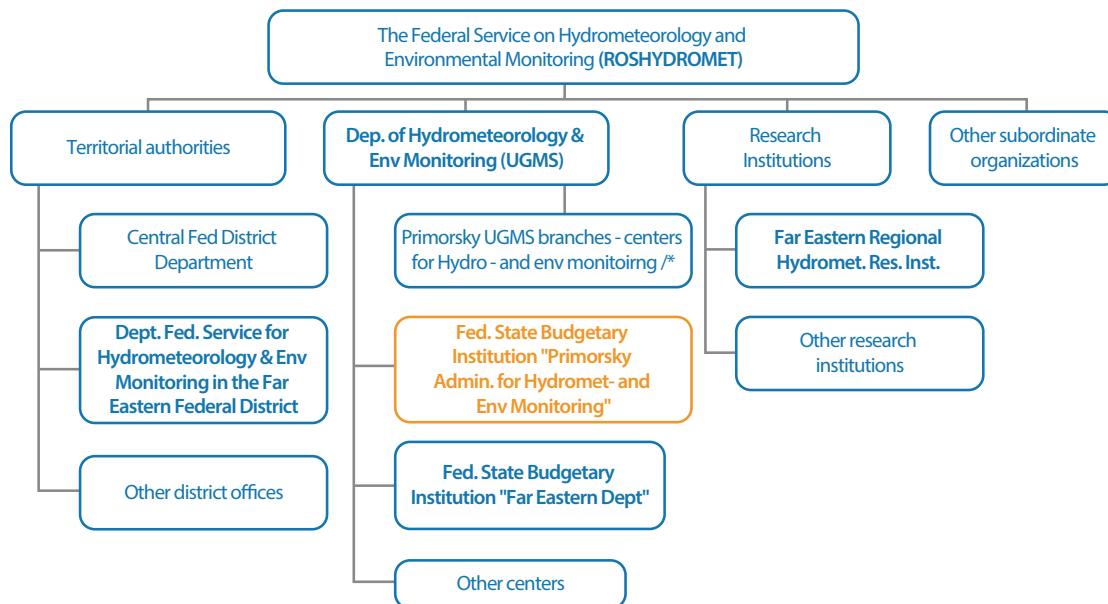 The Federal Service on Hydrometeorology and
Environmental Monitoring (ROSHYDROMET)
Territorial authorities
Dep. of Hydrometeorology &
Env Monitoring (UGMS)
Research
Institutions
Other subordinate
organizations
Central Fed District
Department
Primorsky UGMS branches - centers
for Hydro - and env monitoirng /*
Far Eastern Regional
Hydromet. Res. Inst.
Dept. Fed. Service for
Hydrometeorology & Env
Monitoring in the Far
Eastern Federal District
Fed. State Budgetary
Institution "Primorsky
Admin. for Hydromet- and
Env Monitoring"
Other research
institutions
Other district offices
Fed. State Budgetary
Institution "Far Eastern Dept"
Other centers